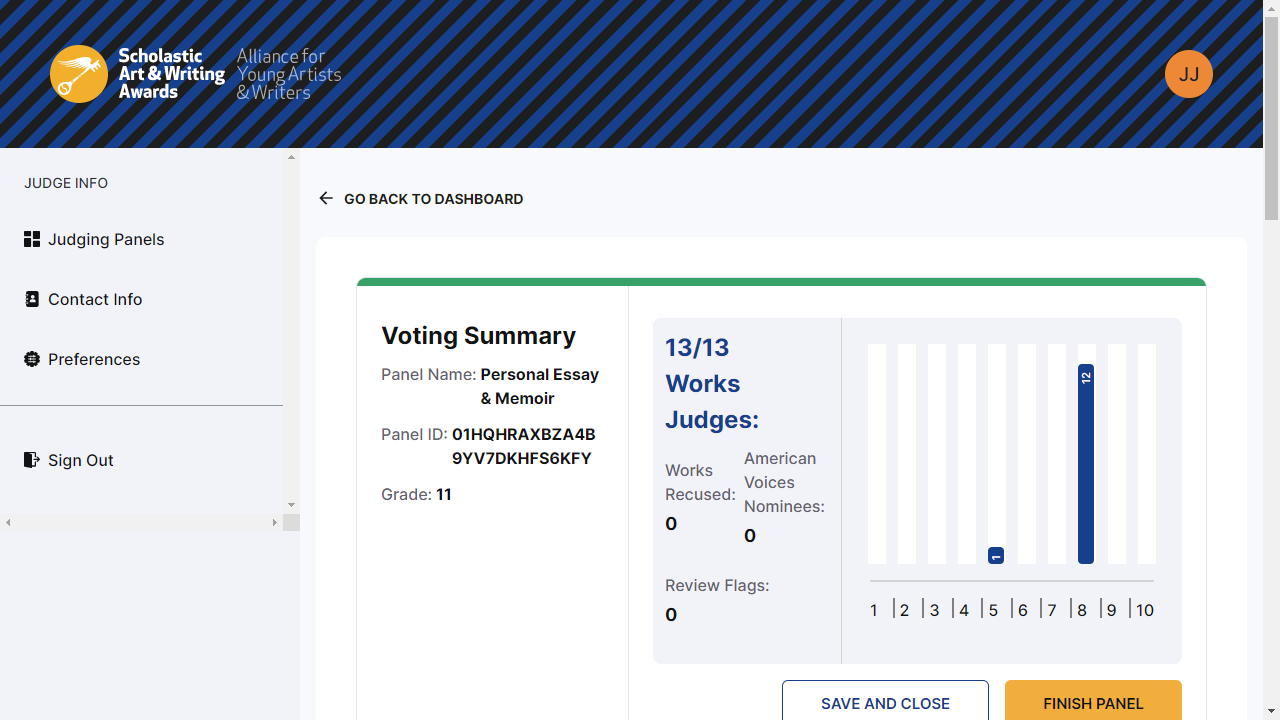 Scholastic
Art & Writing
Awards
Alliance for
Young Artists
& Writers
JJ
JUDGE INFO
Judging Panels
Contact Info
Preferences
Sign Out
GO BACK TO DASHBOARD
Voting Summary
Panel Name: Personal Essay
& Memoir
Panel ID: 01HQHRAXBZA4B
9YV7DKHFS6KFY
Grade: 11
13/13
Works
Judges:
Works
Recused:
0
American
Voices
Nominees:
0
Review Flags:
0
1
12
1 2 3 4 5 6 7 8 9 10
SAVE AND CLOSE
FINISH PANEL